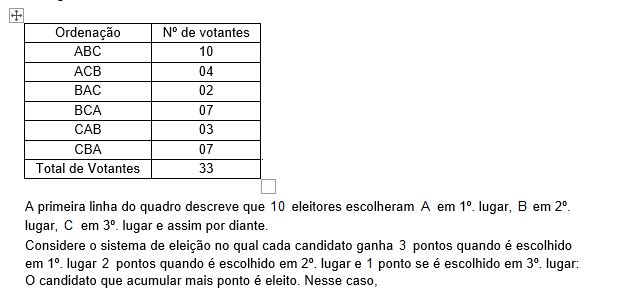 Ordenação Nº de votantes
ABC 10
ACB 04
BAC 02
BCA 07
CAB 03
CBA 07
Total de Votantes 33
A primeira linha do quadro descreve que 10 eleitores escolheram A em 1º. lugar, B em 2º.
lugar, C em 3º. lugar e assim por diante.
Considere o sistema de eleição no qual cada candidato ganha 3 pontos quando é escolhido
em 1º. lugar 2 pontos quando é escolhido em 2º. lugar e 1 ponto se é escolhido em 3º. lugar:
O candidato que acumular mais ponto é eleito. Nesse caso,